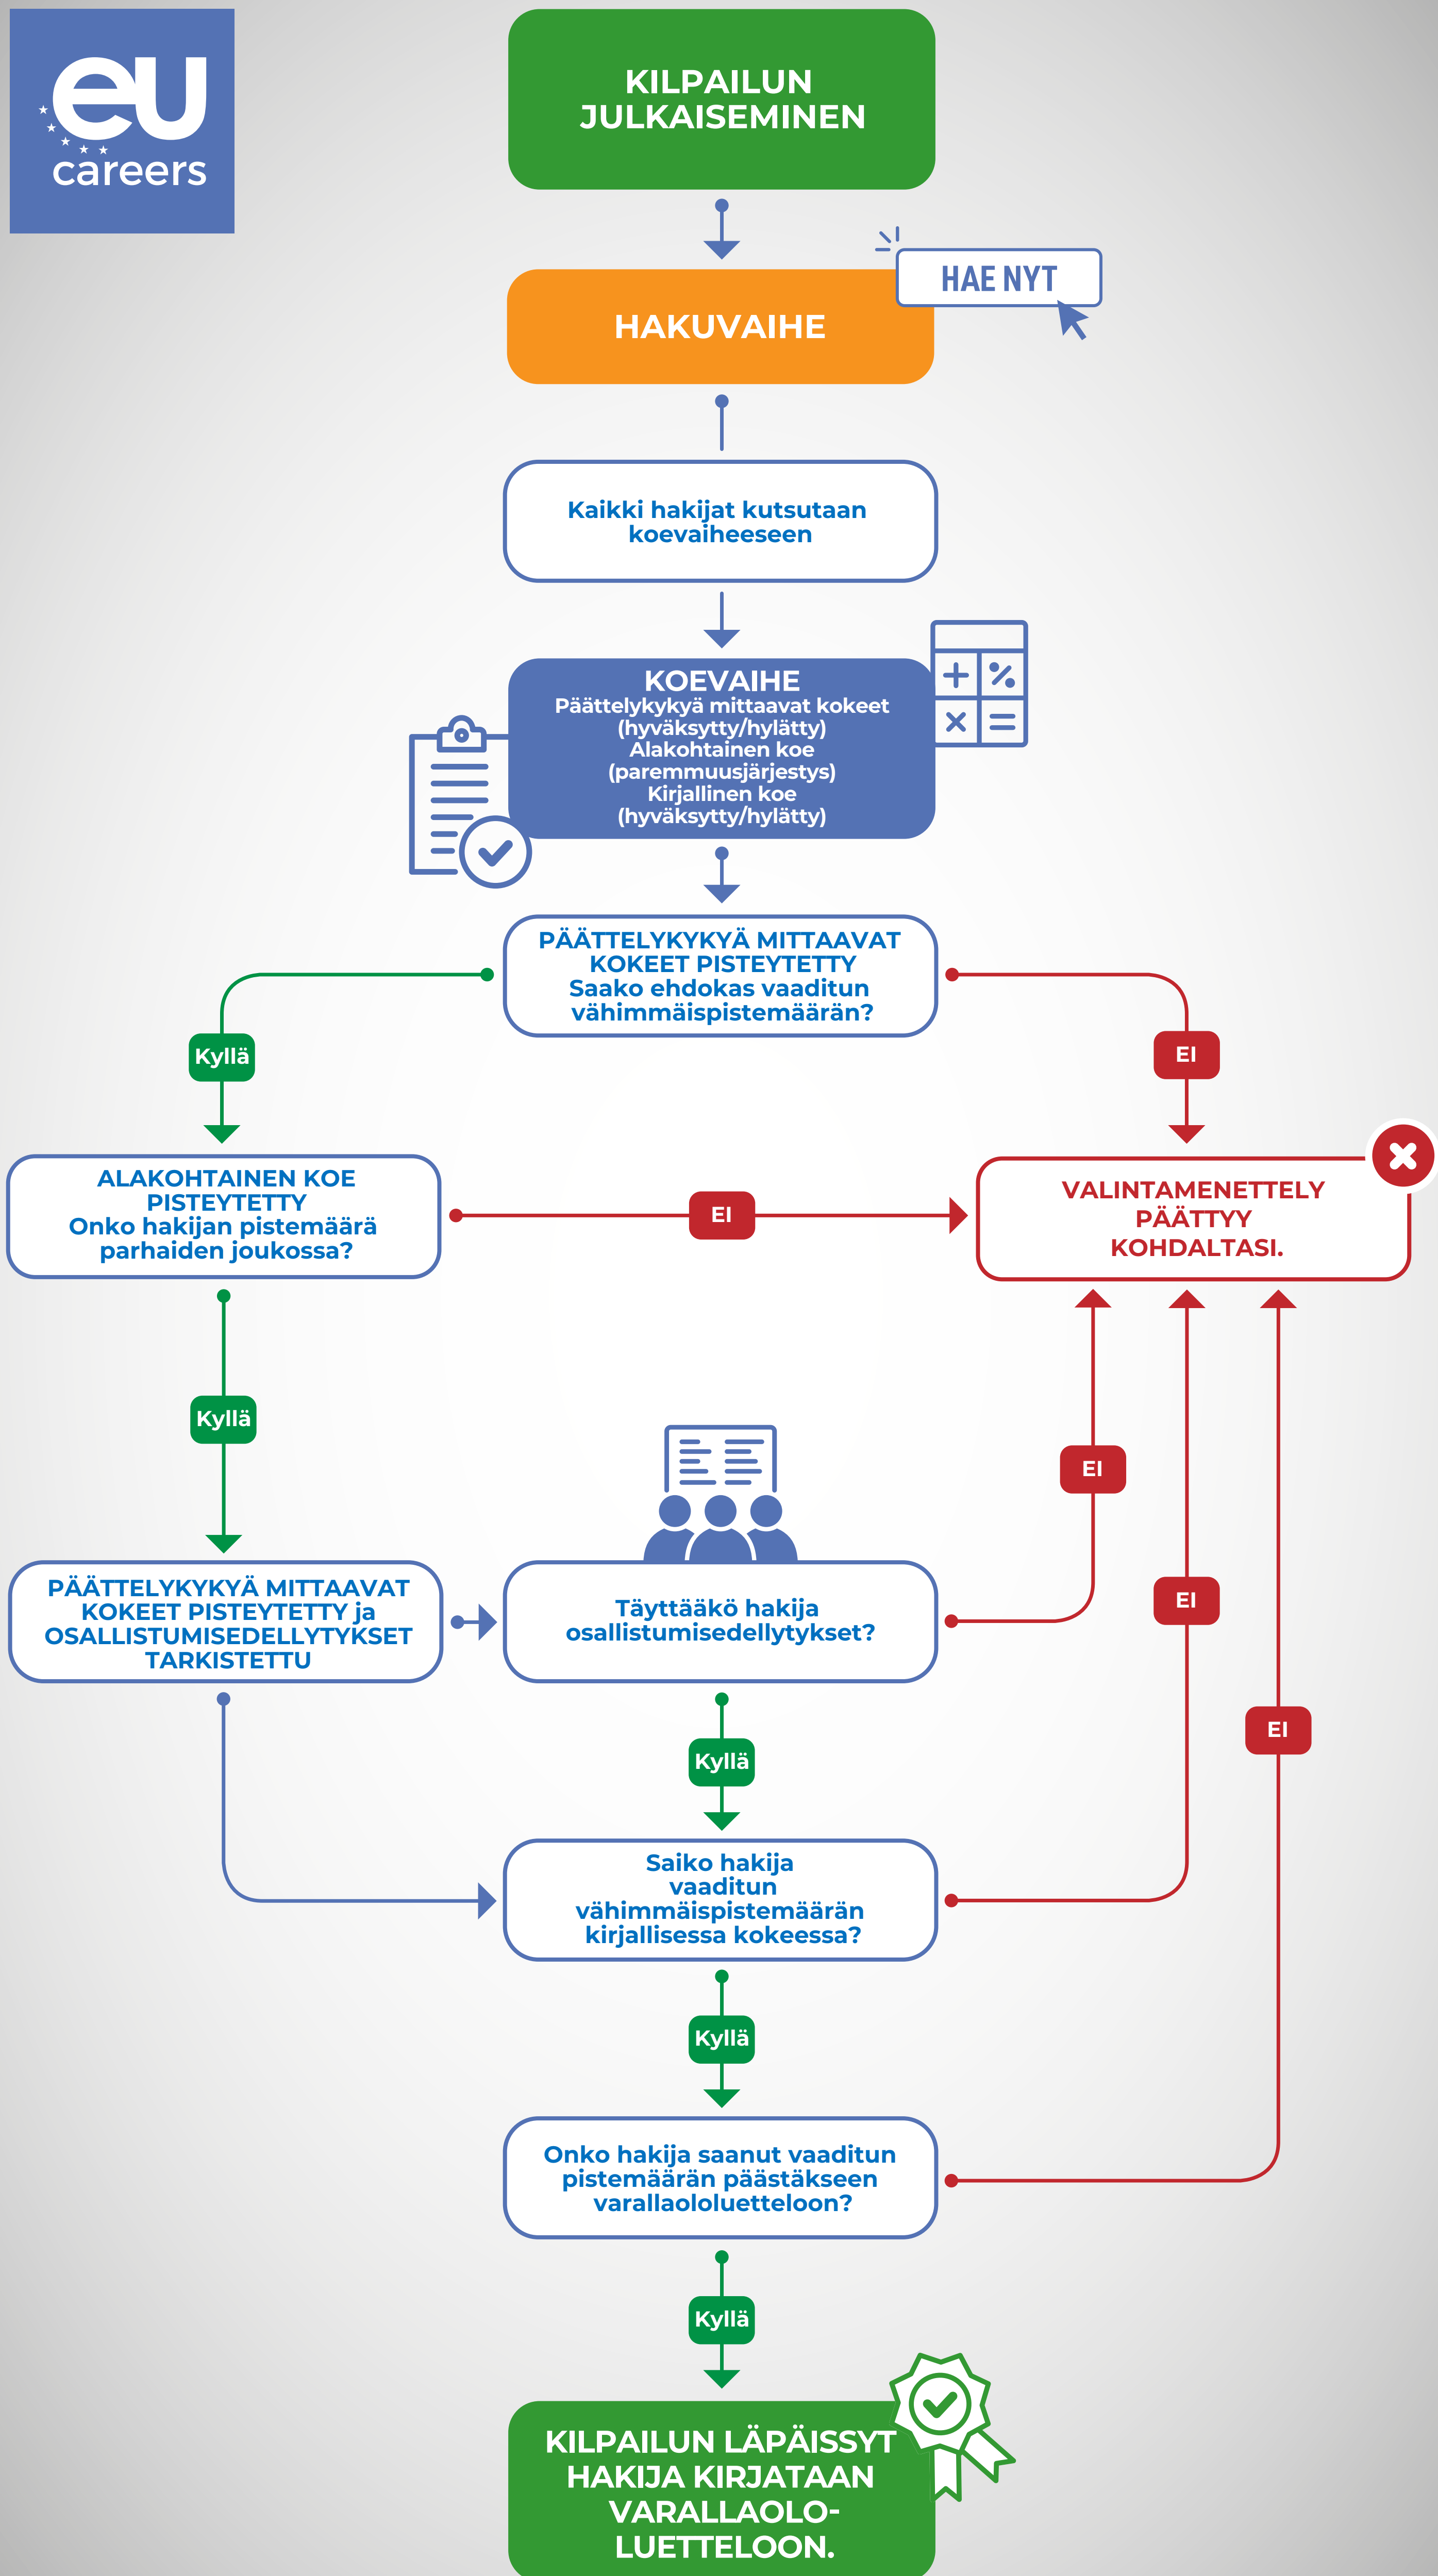 eu
careers
KILPAILUN
JULKAISEMINEN
HAE NYT
HAKUVAIHE
Kaikki hakijat kutsutaan
koevaiheeseen
KOEVAIHE
Päättelykykyä mittaavat kokeet
(hyväksytty/hylätty)
Alakohtainen koe
(paremmuusjärjestys)
Kirjallinen koe
(hyväksytty/hylätty)
PÄÄTTELYKYKYÄ MITTAAVAT
KOKEET PISTEYTETTY
Saako ehdokas vaaditun
vähimmäispistemäärän?
Kyllä
EI
ALAKOHTAINEN KOE
PISTEYTETTY
Onko hakijan pistemäärä
parhaiden joukossa?
EI
VALINTAMENETTELY
PÄÄTTYY
KOHDALTASI.
Kyllä
EI
PÄÄTTELYKYKYÄ MITTAAVAT
KOKEET PISTEYTETTY ja
OSALLISTUMISEDELLYTYKSET
TARKISTETTU
Täyttääkö hakija
osallistumisedellytykset?
EI
EI
Kyllä
Saiko hakija
vaaditun
vähimmäispistemäärän
kirjallisessa kokeessa?
Kyllä
Onko hakija saanut vaaditun
pistemäärän päästäkseen
varallaololuetteloon?
Kyllä
KILPAILUN LÄPÄISSYT
HAKIJA KIRJATAAN
VARALLAOLO-
LUETTELOON.